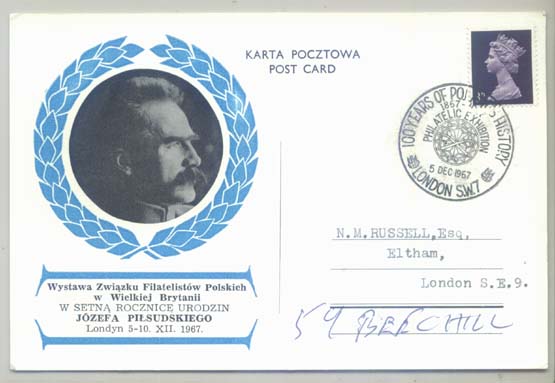 KARTA POCZTOWA
POST CARD
100 YEARS OF POLAND'S HISTORY
1867-
PHILATELIC EXHIBITION
5 DEC 1967
LONDON S.W.7
Wystawa Związku Filatelistów Polskich
w Wielkiej Brytanii
W SETNĄ ROCZNICĘ URODZIN
JÓZEFA PIŁSUDSKIEGO
Londyn 5-10. XII. 1967.
N.M.RUSSELL,Esq,
Eltham,
London S.E.9.
59 BEECHILL